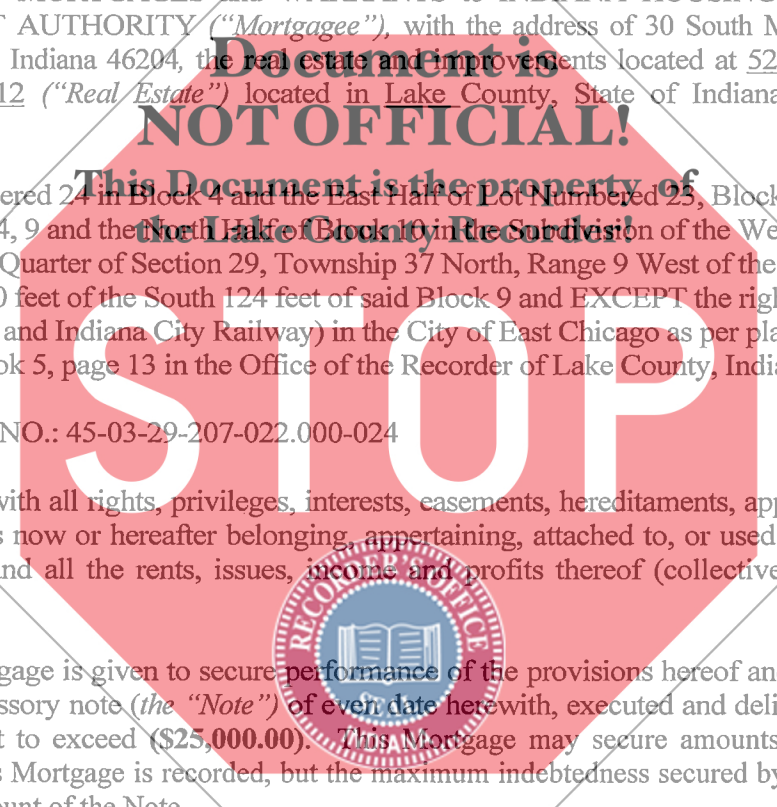 MORTGAGES and WARRANTS to INDIANA HOUSING
T AUTHORITY ("Mortgagee"), with the address of 30 South M
Indiana 46204, the real estate and improvements located at 52
12 ("Real Estate") located in Lake County, State of Indiana
Document is
NOT OFFICIAL!
This Document is the property of
the Lake County Recorder!
ered 24 in Block 4 and the East Half of Lot Numbered 25, Block
4, 9 and the North Half of Block 10 in the Subdivision of the We
Quarter of Section 29, Township 37 North, Range 9 West of the
0 feet of the South 124 feet of said Block 9 and EXCEPT the righ
and Indiana City Railway) in the City of East Chicago as per pla
ok 5, page 13 in the Office of the Recorder of Lake County, India
STOP
NO.: 45-03-29-207-022.000-024
with all rights, privileges, interests, easements, hereditaments, app
s now or hereafter belonging, appertaining, attached to, or used
nd all the rents, issues, income and profits thereof (collective
RECORDER'S OFFICE
SEAL
gage is given to secure performance of the provisions hereof an
ssory note (the "Note") of even date herewith, executed and deli
t to exceed ($25,000.00). This Mortgage may secure amounts
s Mortgage is recorded, but the maximum indebtedness secured by
ount of the Note